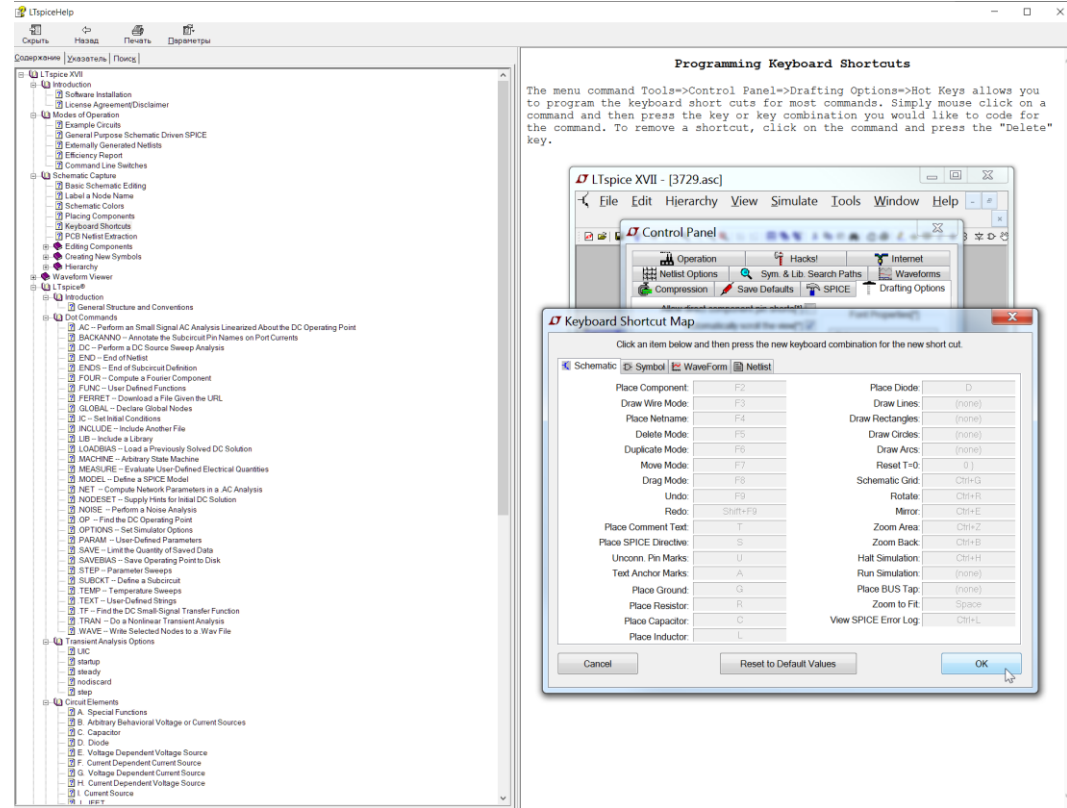 LTspiceHelp
Скрыть Назад Печать Параметры
Содержание Указатель Поиск
LTspice XVII
Introduction
Software Installation
License Agreement/Disclaimer
Modes of Operation
Example Circuits
General Purpose Schematic Driven SPICE
Externally Generated Netlists
Efficiency Report
Command Line Switches
Schematic Capture
Basic Schematic Editing
Label a Node Name
Schematic Colors
Placing Components
Keyboard Shortcuts
PCB Netlist Extraction
Editing Components
Creating New Symbols
Hierarchy
Waveform Viewer
LTspice®
Introduction
General Structure and Conventions
Dot Commands
.AC -- Perform an Small Signal AC Analysis Linearized About the DC Operating Point
.BACKANNO -- Annotate the Subcircuit Pin Names on Port Currents
.DC -- Perform a DC Source Sweep Analysis
.END -- End of Netlist
.ENDS -- End of Subcircuit Definition
.FOUR -- Compute a Fourier Component
.FUNC -- User Defined Functions
.FERRET -- Download a File Given the URL
.GLOBAL -- Declare Global Nodes
.IC -- Set Initial Conditions
.INCLUDE -- Include Another File
.LIB -- Include a Library
.LOADBIAS -- Load a Previously Solved DC Solution
.MACHINE -- Arbitrary State Machine
.MEASURE -- Evaluate User-Defined Electrical Quantities
.MODEL -- Define a SPICE Model
.NET -- Compute Network Parameters in a .AC Analysis
.NODESET -- Supply Hints for Initial DC Solution
.NOISE -- Perform a Noise Analysis
.OP -- Find the DC Operating Point
.OPTIONS -- Set Simulator Options
.PARAM -- User-Defined Parameters
.SAVE -- Limit the Quantity of Saved Data
.SAVEBIAS -- Save Operating Point to Disk
.STEP -- Parameter Sweeps
.SUBCKT -- Define a Subcircuit
.TEMP -- Temperature Sweeps
.TEXT -- User-Defined Strings
.TF -- Find the DC Small-Signal Transfer Function
.TRAN -- Do a Nonlinear Transient Analysis
.WAVE -- Write Selected Nodes to a .Wav File
Transient Analysis Options
UIC
startup
steady
nodiscard
step
Circuit Elements
A. Special Functions
B. Arbitrary Behavioral Voltage or Current Sources
C. Capacitor
D. Diode
E. Voltage Dependent Voltage Source
F. Current Dependent Current Source
G. Voltage Dependent Current Source
H. Current Dependent Voltage Source
I. Current Source
J. JFET
Programming Keyboard Shortcuts
The menu command Tools=>Control Panel=>Drafting Options=>Hot Keys allows you
to program the keyboard short cuts for most commands. Simply mouse click on a
command and then press the key or key combination you would like to code for
the command. To remove a shortcut, click on the command and press the "Delete"
key.
LTspice XVII - [3729.asc]
File Edit Hierarchy View Simulate Tools Window Help
Control Panel
Operation Hacks! Internet
Netlist Options Sym. & Lib. Search Paths Waveforms
Compression Save Defaults SPICE Drafting Options
Keyboard Shortcut Map
Click an item below and then press the new keyboard combination for the new short cut.
Schematic Symbol WaveForm Netlist
Place Component: F2 Place Diode: D
Draw Wire Mode: F3 Draw Lines: (none)
Place Netname: F4 Draw Rectangles: (none)
Delete Mode: F5 Draw Circles: (none)
Duplicate Mode: F6 Draw Arcs: (none)
Move Mode: F7 Reset T=0: 0 }
Drag Mode: F8 Schematic Grid: Ctrl+G
Undo: F9 Rotate: Ctrl+R
Redo: Shift+F9 Mirror: Ctrl+E
Place Comment Text: T Zoom Area: Ctrl+Z
Place SPICE Directive: S Zoom Back: Ctrl+B
Unconn. Pin Marks: U Halt Simulation: Ctrl+H
Text Anchor Marks: A Run Simulation: (none)
Place Ground: G Place BUS Tap: (none)
Place Resistor: R Zoom to Fit: Space
Place Capacitor: C View SPICE Error Log: Ctrl+L
Place Inductor: L
Cancel Reset to Default Values OK